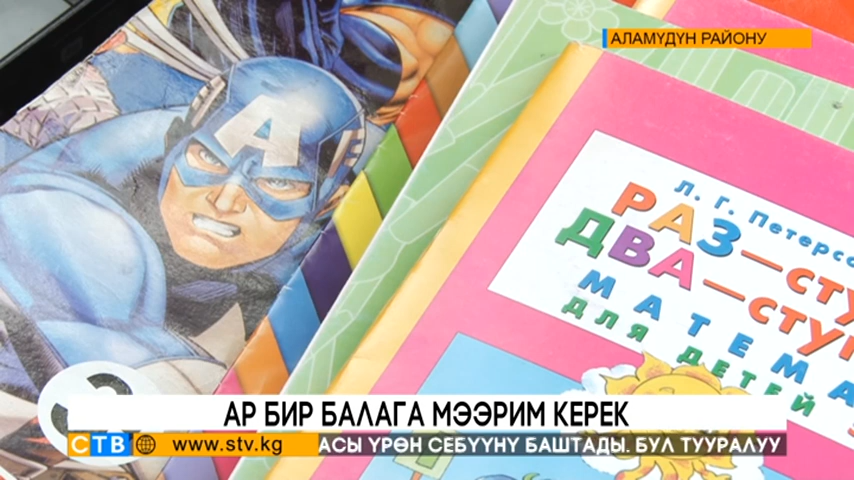 АЛАМҮДҮН РАЙОНУ
A
Л. Г. Петерсо
РАЗ—СТУ
ДВА—СТУП
МАТЕМА
ДЛЯ ДЕТЕЙ
АР БИР БАЛАГА МЭЭРИМ КЕРЕК
СТВ www.stv.kg АСЫ ҮРӨН СЕБҮҮНҮ БАШТАДЫ. БУЛ ТУУРАЛУУ